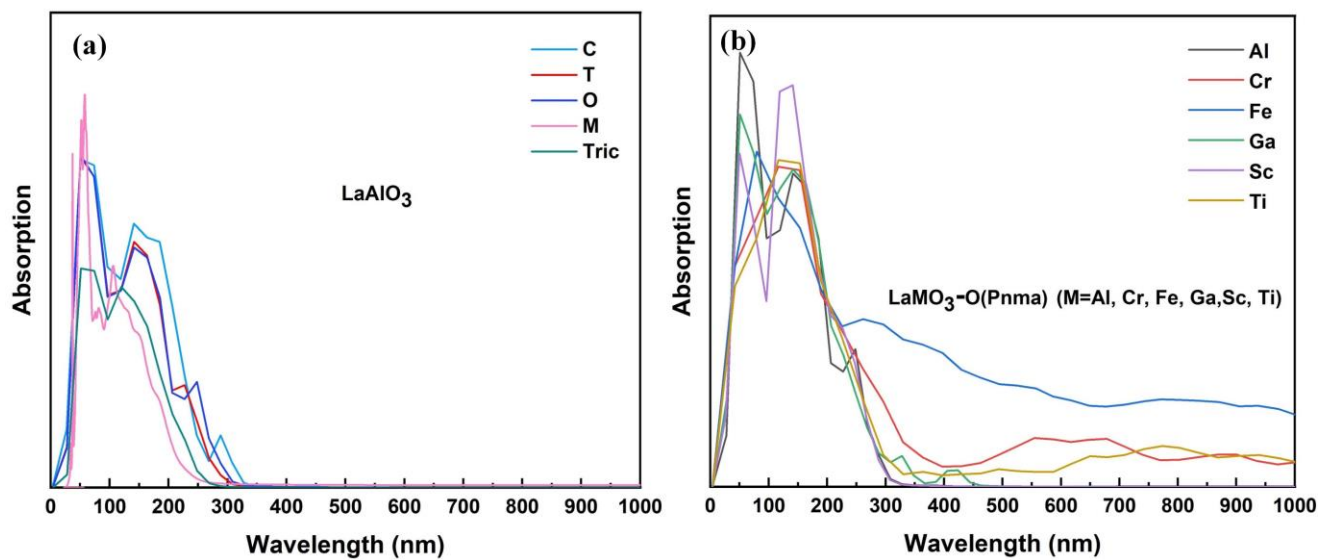 (a)
C
T
O
M
Tric
LaAlO₃
Absorption
0 100 200 300 400 500 600 700 800 900 1000
Wavelength (nm)
(b)
Al
Cr
Fe
Ga
Sc
Ti
LaMO₃-O(Pnma) (M=Al, Cr, Fe, Ga,Sc, Ti)
Absorption
0 100 200 300 400 500 600 700 800 900 1000
Wavelength (nm)